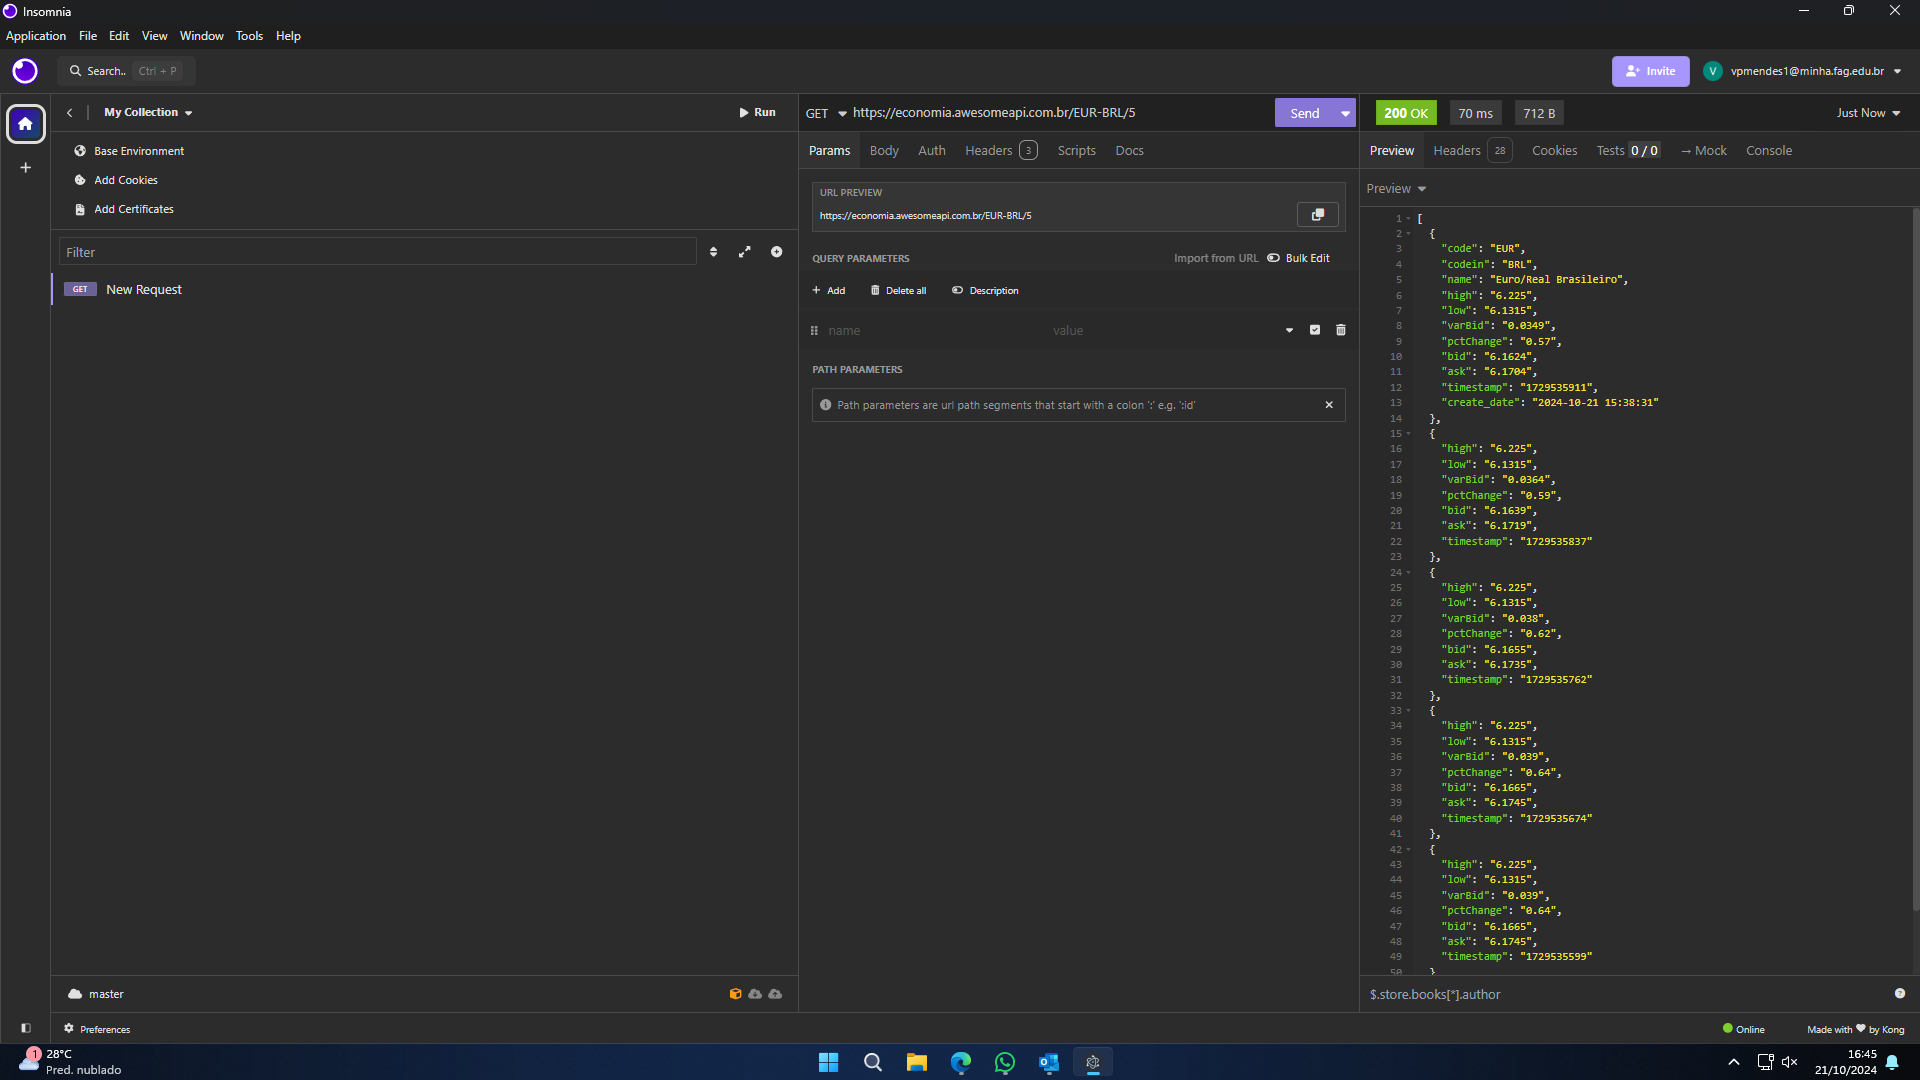 Insomnia
Application File Edit View Window Tools Help
Search.. Ctrl + P
Invite
V vpmendes1@minha.fag.edu.br
My Collection
Run
Base Environment
Add Cookies
Add Certificates
Filter
GET New Request
master
Preferences
GET https://economia.awesomeapi.com.br/EUR-BRL/5 Send
Params Body Auth Headers 3 Scripts Docs
URL PREVIEW
https://economia.awesomeapi.com.br/EUR-BRL/5
QUERY PARAMETERS Import from URL Bulk Edit
+ Add Delete all Description
name value
PATH PARAMETERS
Path parameters are url path segments that start with a colon ':' e.g. ':id'
200 OK 70 ms 712 B Just Now
Preview Headers 28 Cookies Tests 0 / 0 → Mock Console
Preview
1 [
2 {
3 "code": "EUR",
4 "codein": "BRL",
5 "name": "Euro/Real Brasileiro",
6 "high": "6.225",
7 "low": "6.1315",
8 "varBid": "0.0349",
9 "pctChange": "0.57",
10 "bid": "6.1624",
11 "ask": "6.1704",
12 "timestamp": "1729535911",
13 "create_date": "2024-10-21 15:38:31"
14 },
15 {
16 "high": "6.225",
17 "low": "6.1315",
18 "varBid": "0.0364",
19 "pctChange": "0.59",
20 "bid": "6.1639",
21 "ask": "6.1719",
22 "timestamp": "1729535837"
23 },
24 {
25 "high": "6.225",
26 "low": "6.1315",
27 "varBid": "0.038",
28 "pctChange": "0.62",
29 "bid": "6.1655",
30 "ask": "6.1735",
31 "timestamp": "1729535762"
32 },
33 {
34 "high": "6.225",
35 "low": "6.1315",
36 "varBid": "0.039",
37 "pctChange": "0.64",
38 "bid": "6.1665",
39 "ask": "6.1745",
40 "timestamp": "1729535674"
41 },
42 {
43 "high": "6.225",
44 "low": "6.1315",
45 "varBid": "0.039",
46 "pctChange": "0.64",
47 "bid": "6.1665",
48 "ask": "6.1745",
49 "timestamp": "1729535599"
50 }
$.store.books[*].author
Online Made with ♥ by Kong
1 28°C
Pred. nublado
16:45
21/10/2024